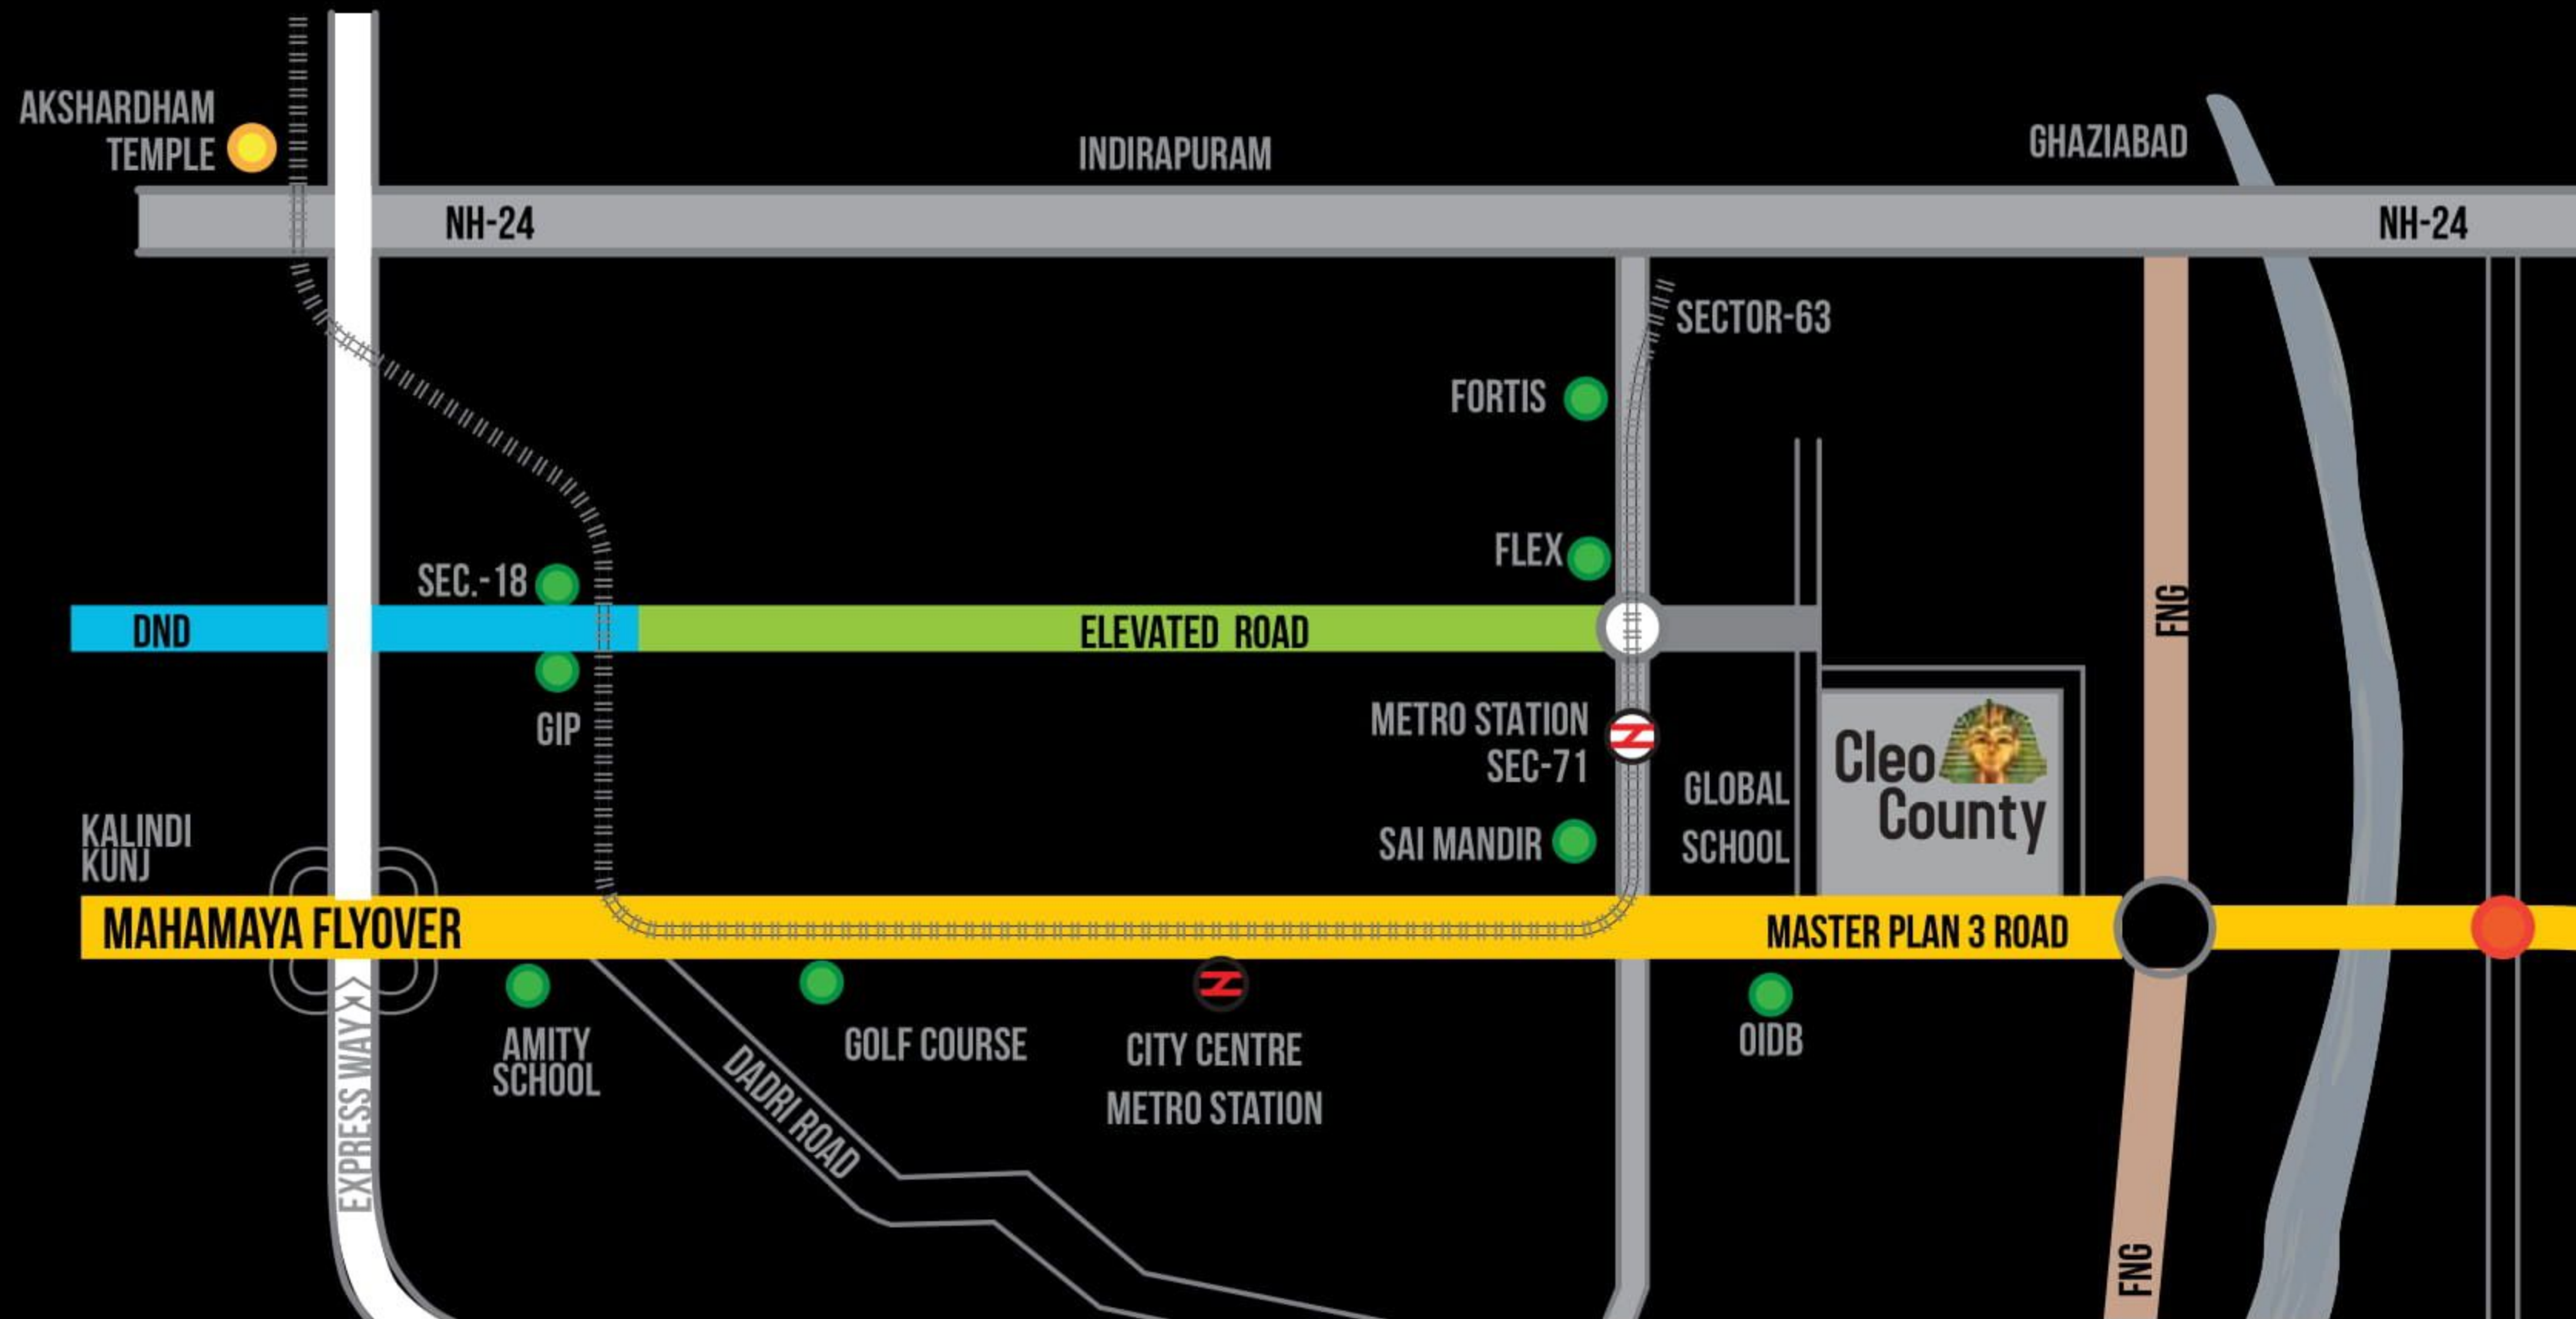 AKSHARDHAM
TEMPLE
INDIRAPURAM
GHAZIABAD
NH-24
NH-24
SECTOR-63
FORTIS
FLEX
SEC.-18
DND
ELEVATED ROAD
FNG
GIP
METRO STATION
SEC-71
Cleo
County
GLOBAL
SCHOOL
SAI MANDIR
KALINDI
KUNJ
MAHAMAYA FLYOVER
MASTER PLAN 3 ROAD
AMITY
SCHOOL
GOLF COURSE
CITY CENTRE
METRO STATION
OIDB
DADRI ROAD
EXPRESS WAY
FNG